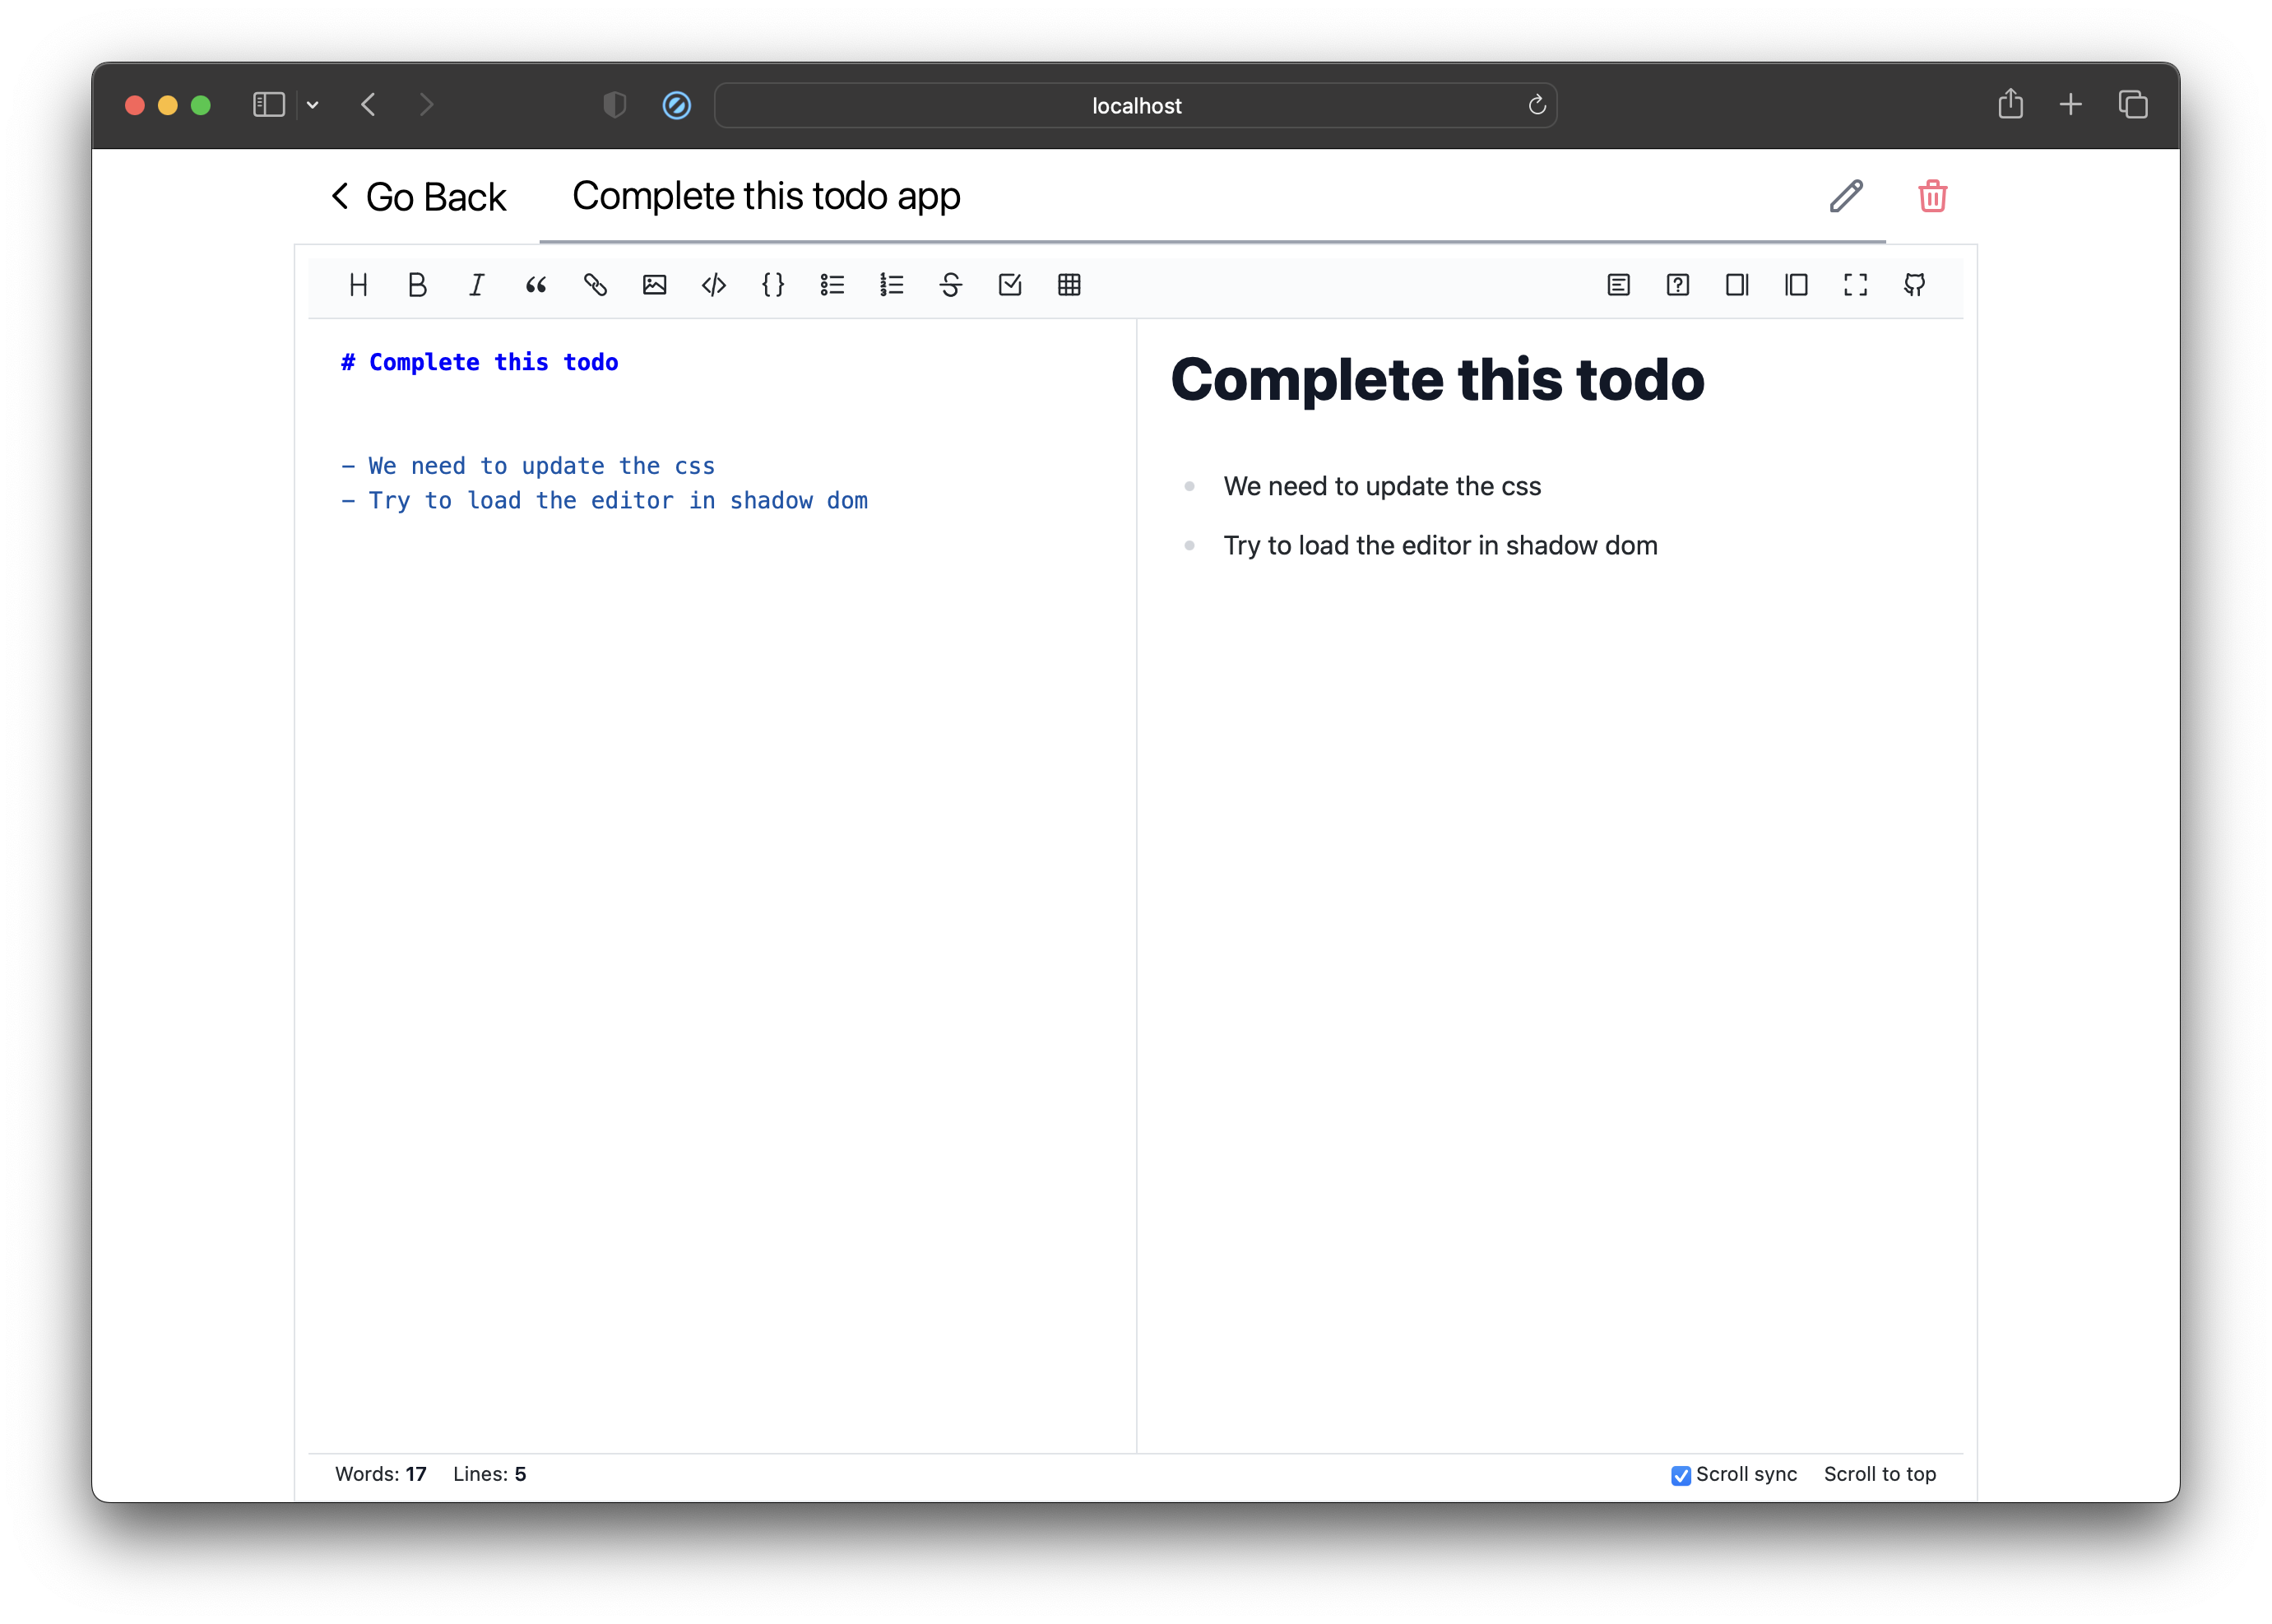 localhost
Go Back Complete this todo app
# Complete this todo
- We need to update the css
- Try to load the editor in shadow dom
Complete this todo
We need to update the css
Try to load the editor in shadow dom
Words: 17 Lines: 5
Scroll sync Scroll to top